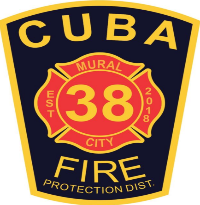 CUBA
MURAL
EST 38 2018
CITY
FIRE
PROTECTION DIST.